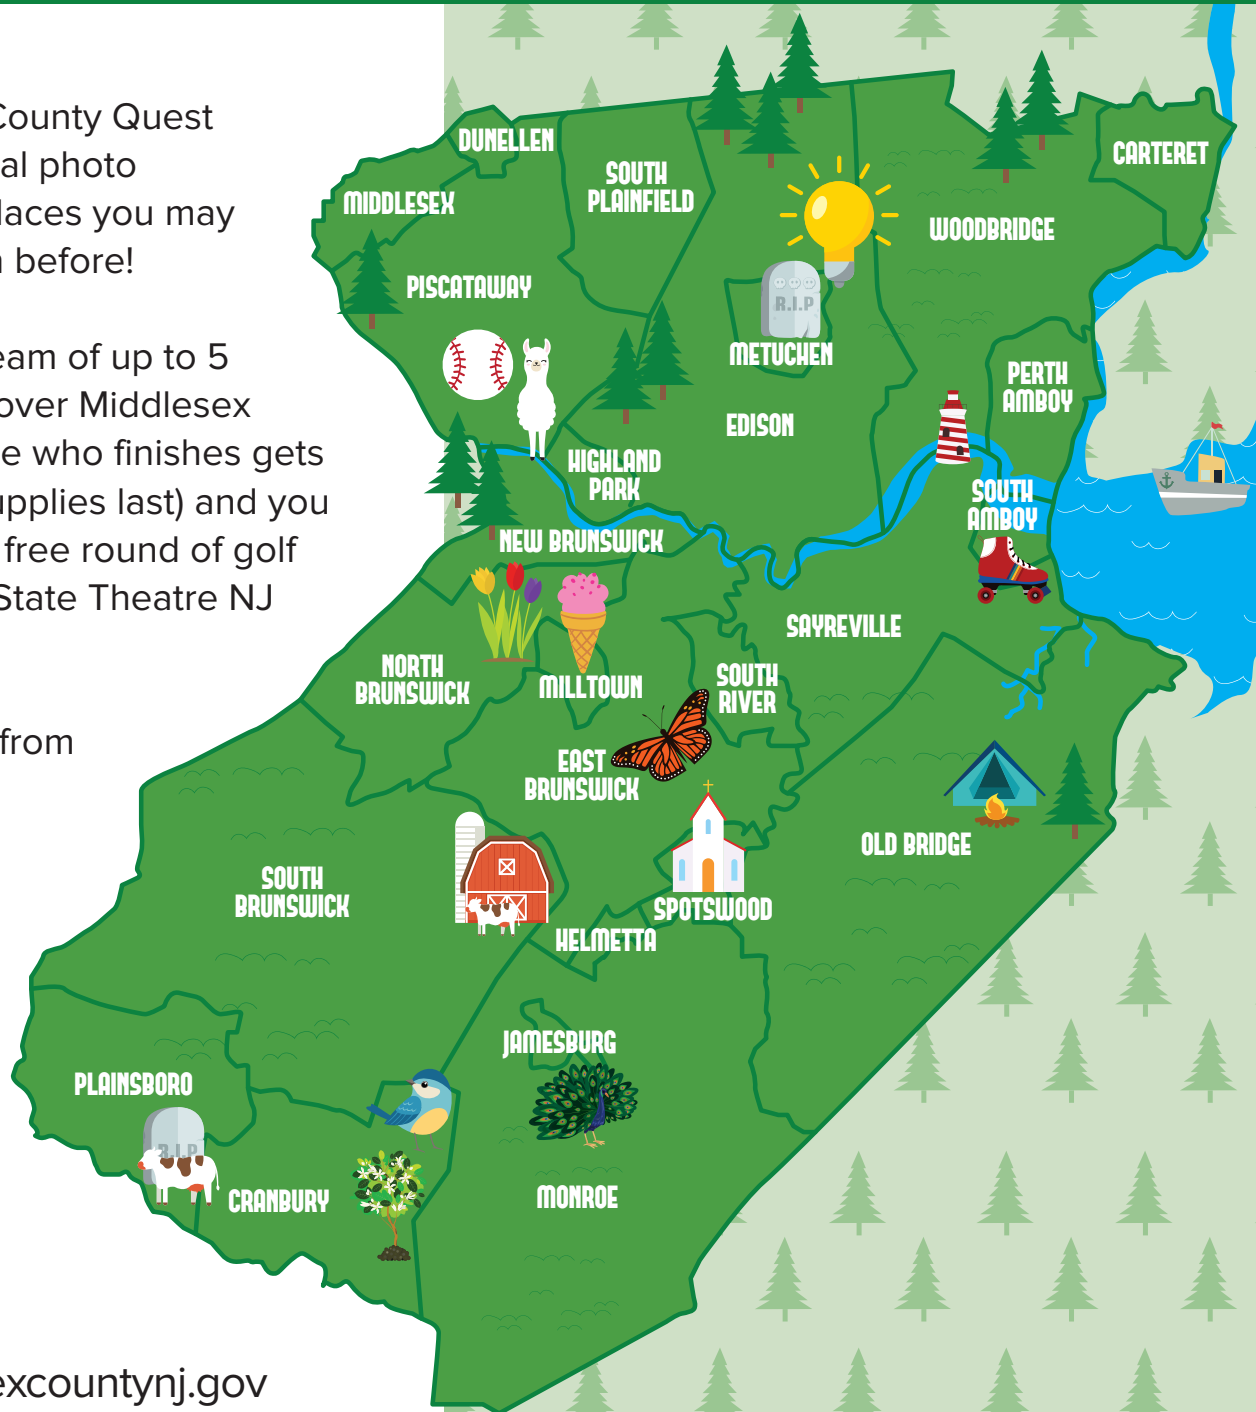 County Quest
al photo
laces you may
before!
eam of up to 5
over Middlesex
e who finishes gets
upplies last) and you
free round of golf
State Theatre NJ
from
excountynj.gov
DUNELLEN
MIDDLESEX
SOUTH
PLAINFIELD
CARTERET
WOODBRIDGE
PISCATAWAY
R.I.P
METUCHEN
PERTH
AMBOY
EDISON
HIGHLAND
PARK
SOUTH
AMBOY
NEW BRUNSWICK
SAYREVILLE
NORTH
BRUNSWICK
MILLTOWN
SOUTH
RIVER
EAST
BRUNSWICK
OLD BRIDGE
SOUTH
BRUNSWICK
SPOTSWOOD
HELMETTA
JAMESBURG
PLAINSBORO
R.I.P
CRANBURY
MONROE